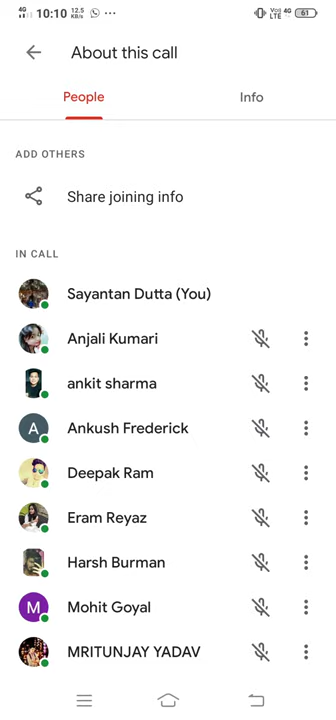 4G 10:10 12.5 KB/S ... VoJ) LTE 4G 61
About this call
People Info
ADD OTHERS
Share joining info
IN CALL
Sayantan Dutta (You)
Anjali Kumari
ankit sharma
A Ankush Frederick
Deepak Ram
Eram Reyaz
Harsh Burman
M Mohit Goyal
MRITUNJAY YADAV